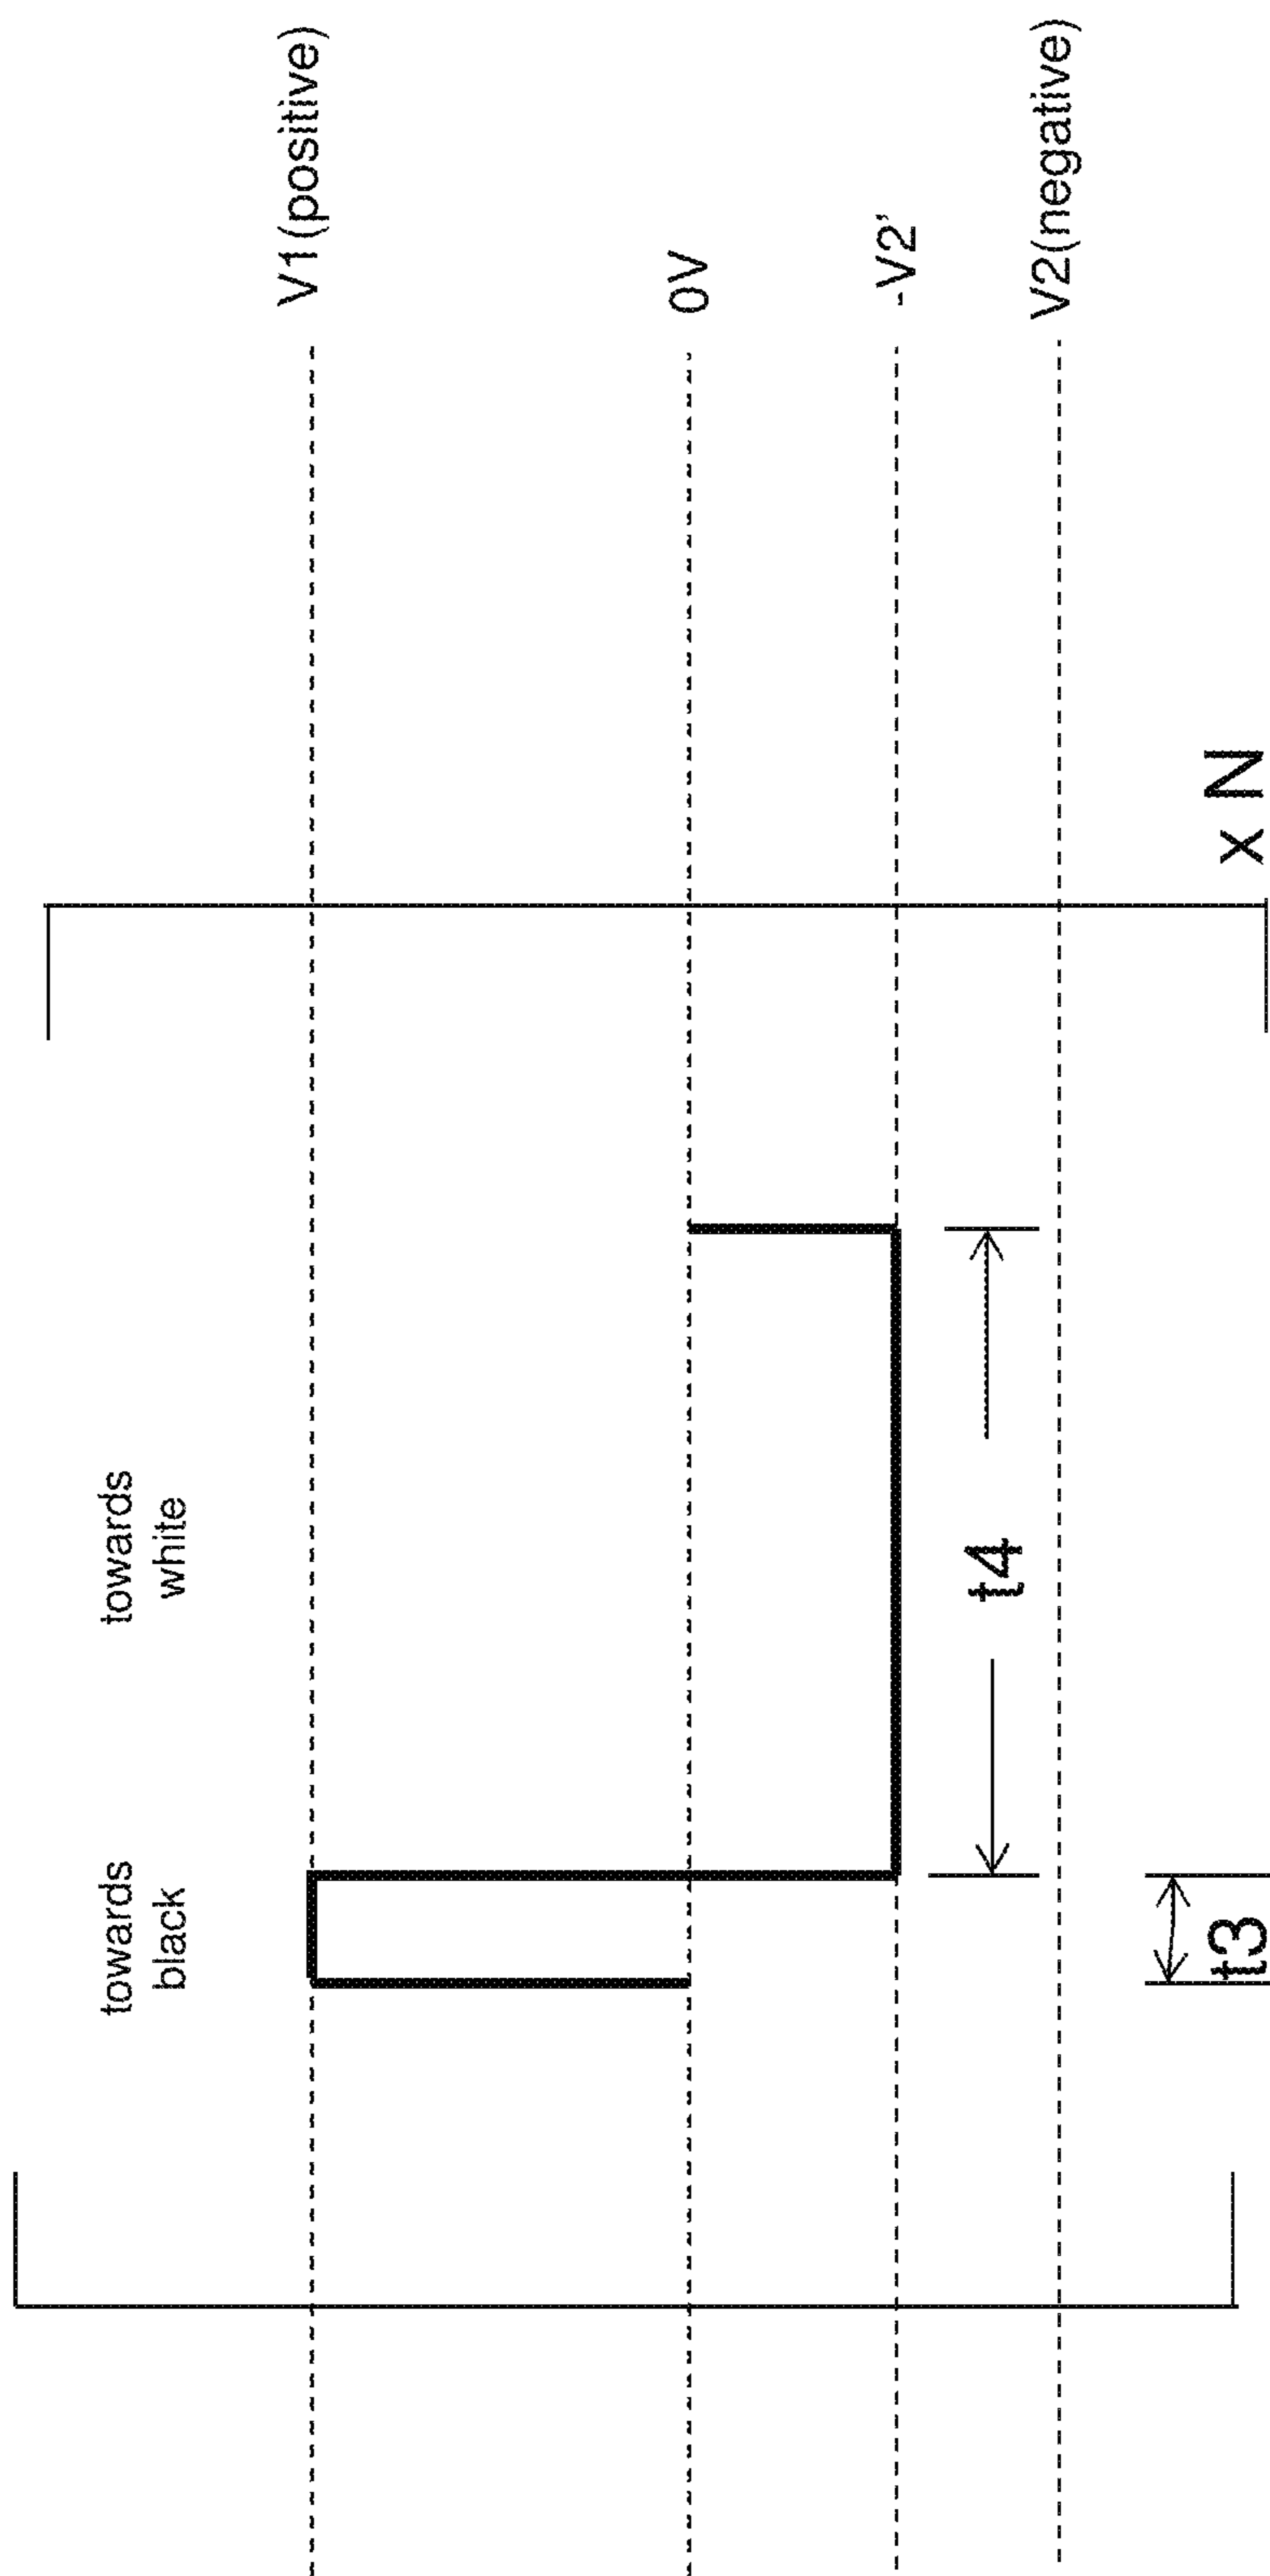 towards
black
towards
white
V1(positive)
0V
-V2'
V2(negative)
t4
t3
x N